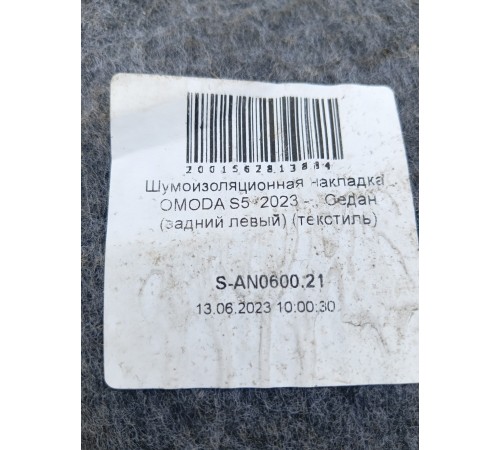 2001562813884
Шумоизоляционная накладка
OMODA S5 2023 - . Седан
(задний левый) (текстиль)
S-AN0600.21
13.06.2023 10:00:30